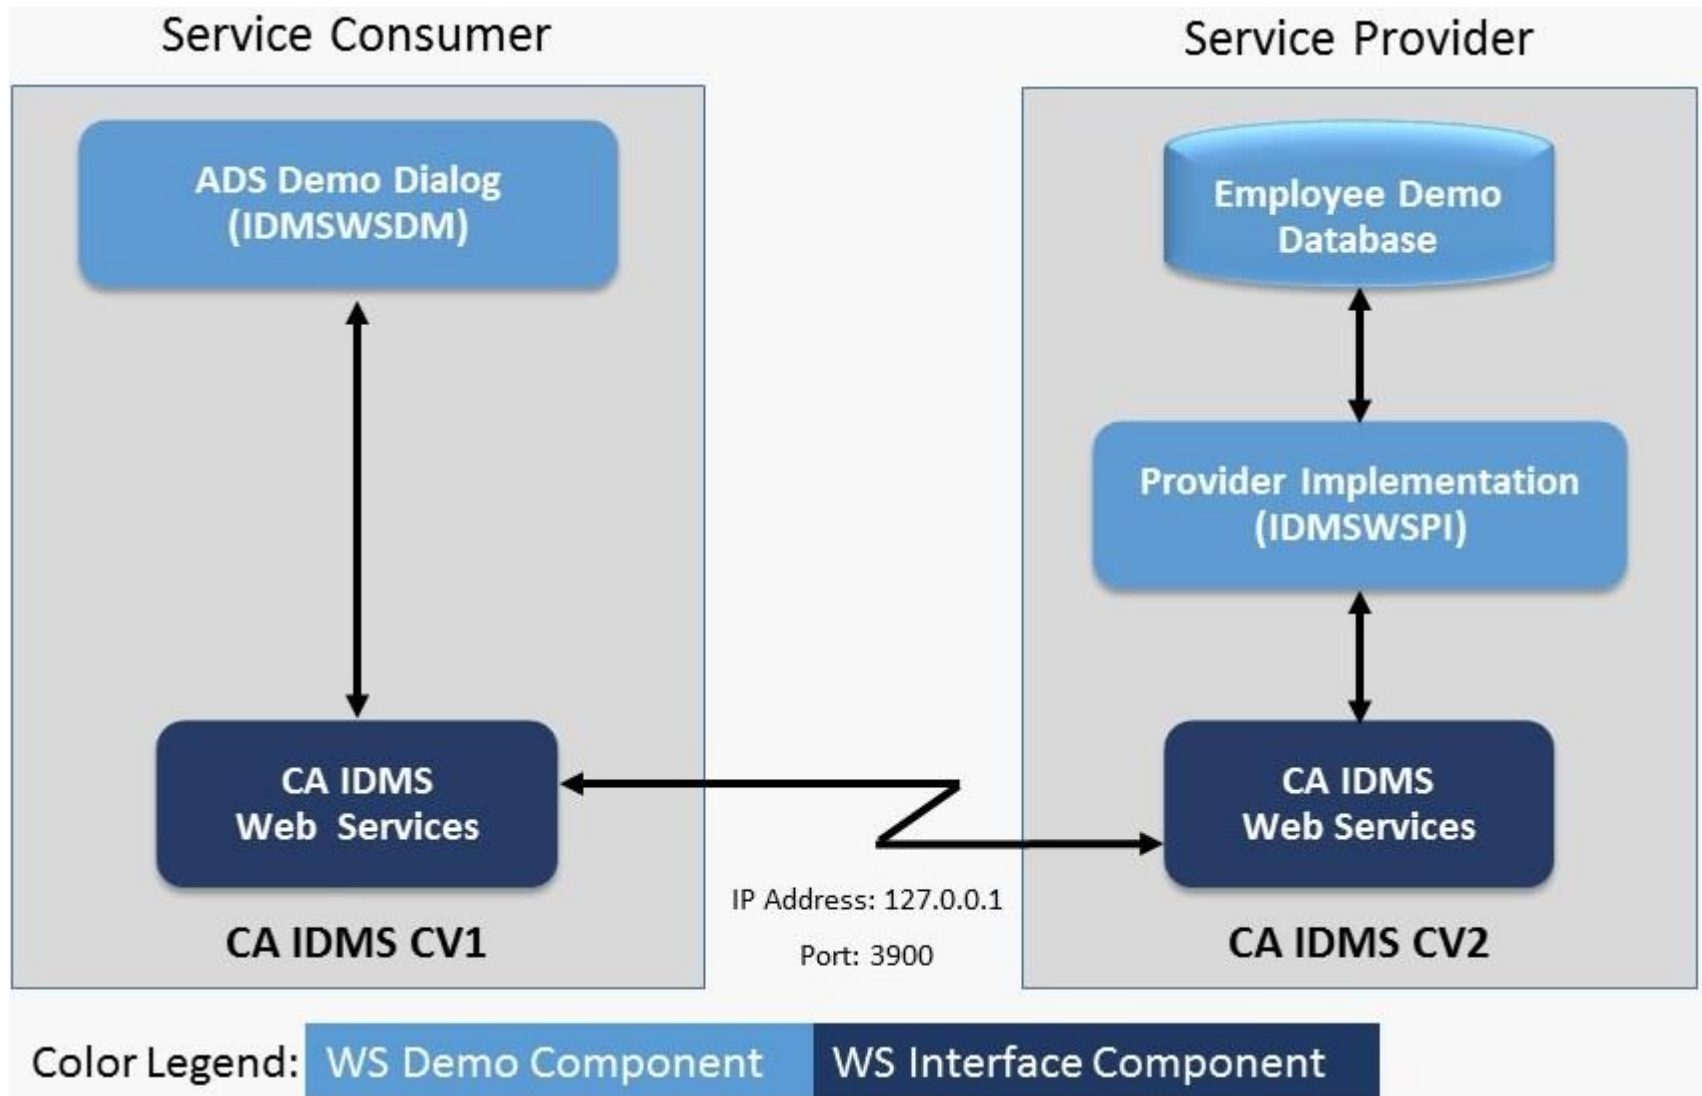 Service Consumer
Service Provider
ADS Demo Dialog
(IDMSWSDM)
Employee Demo
Database
Provider Implementation
(IDMSWSPI)
CA IDMS
Web Services
CA IDMS
Web Services
IP Address: 127.0.0.1
Port: 3900
CA IDMS CV1
CA IDMS CV2
Color Legend: WS Demo Component WS Interface Component